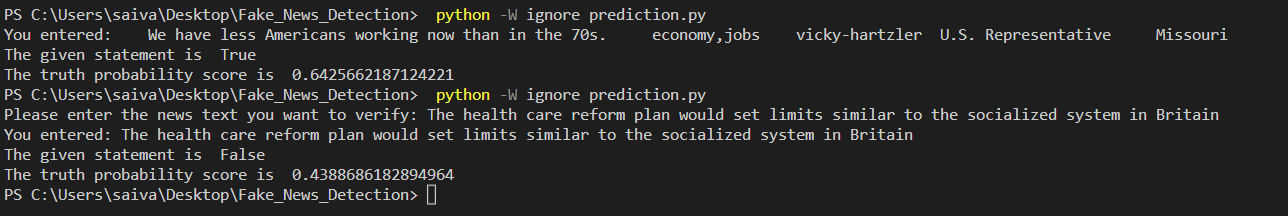 PS C:\Users\saiva\Desktop\Fake_News_Detection>  python -W ignore prediction.py
You entered:    We have less Americans working now than in the 70s.     economy,jobs    vicky-hartzler  U.S. Representative     Missouri
The given statement is  True
The truth probability score is  0.6425662187124221
PS C:\Users\saiva\Desktop\Fake_News_Detection>  python -W ignore prediction.py
Please enter the news text you want to verify: The health care reform plan would set limits similar to the socialized system in Britain
You entered: The health care reform plan would set limits similar to the socialized system in Britain
The given statement is  False
The truth probability score is  0.4388686182894964
PS C:\Users\saiva\Desktop\Fake_News_Detection>